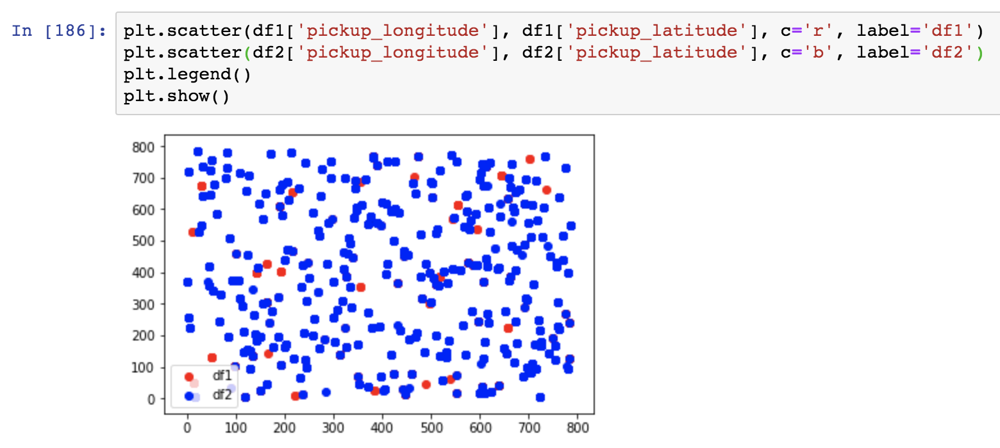 In [186]: plt.scatter(df1['pickup_longitude'], df1['pickup_latitude'], c='r', label='df1')
plt.scatter(df2['pickup_longitude'], df2['pickup_latitude'], c='b', label='df2')
plt.legend()
plt.show()
800
700
600
500
400
300
200
100
0
df1
df2
0 100 200 300 400 500 600 700 800